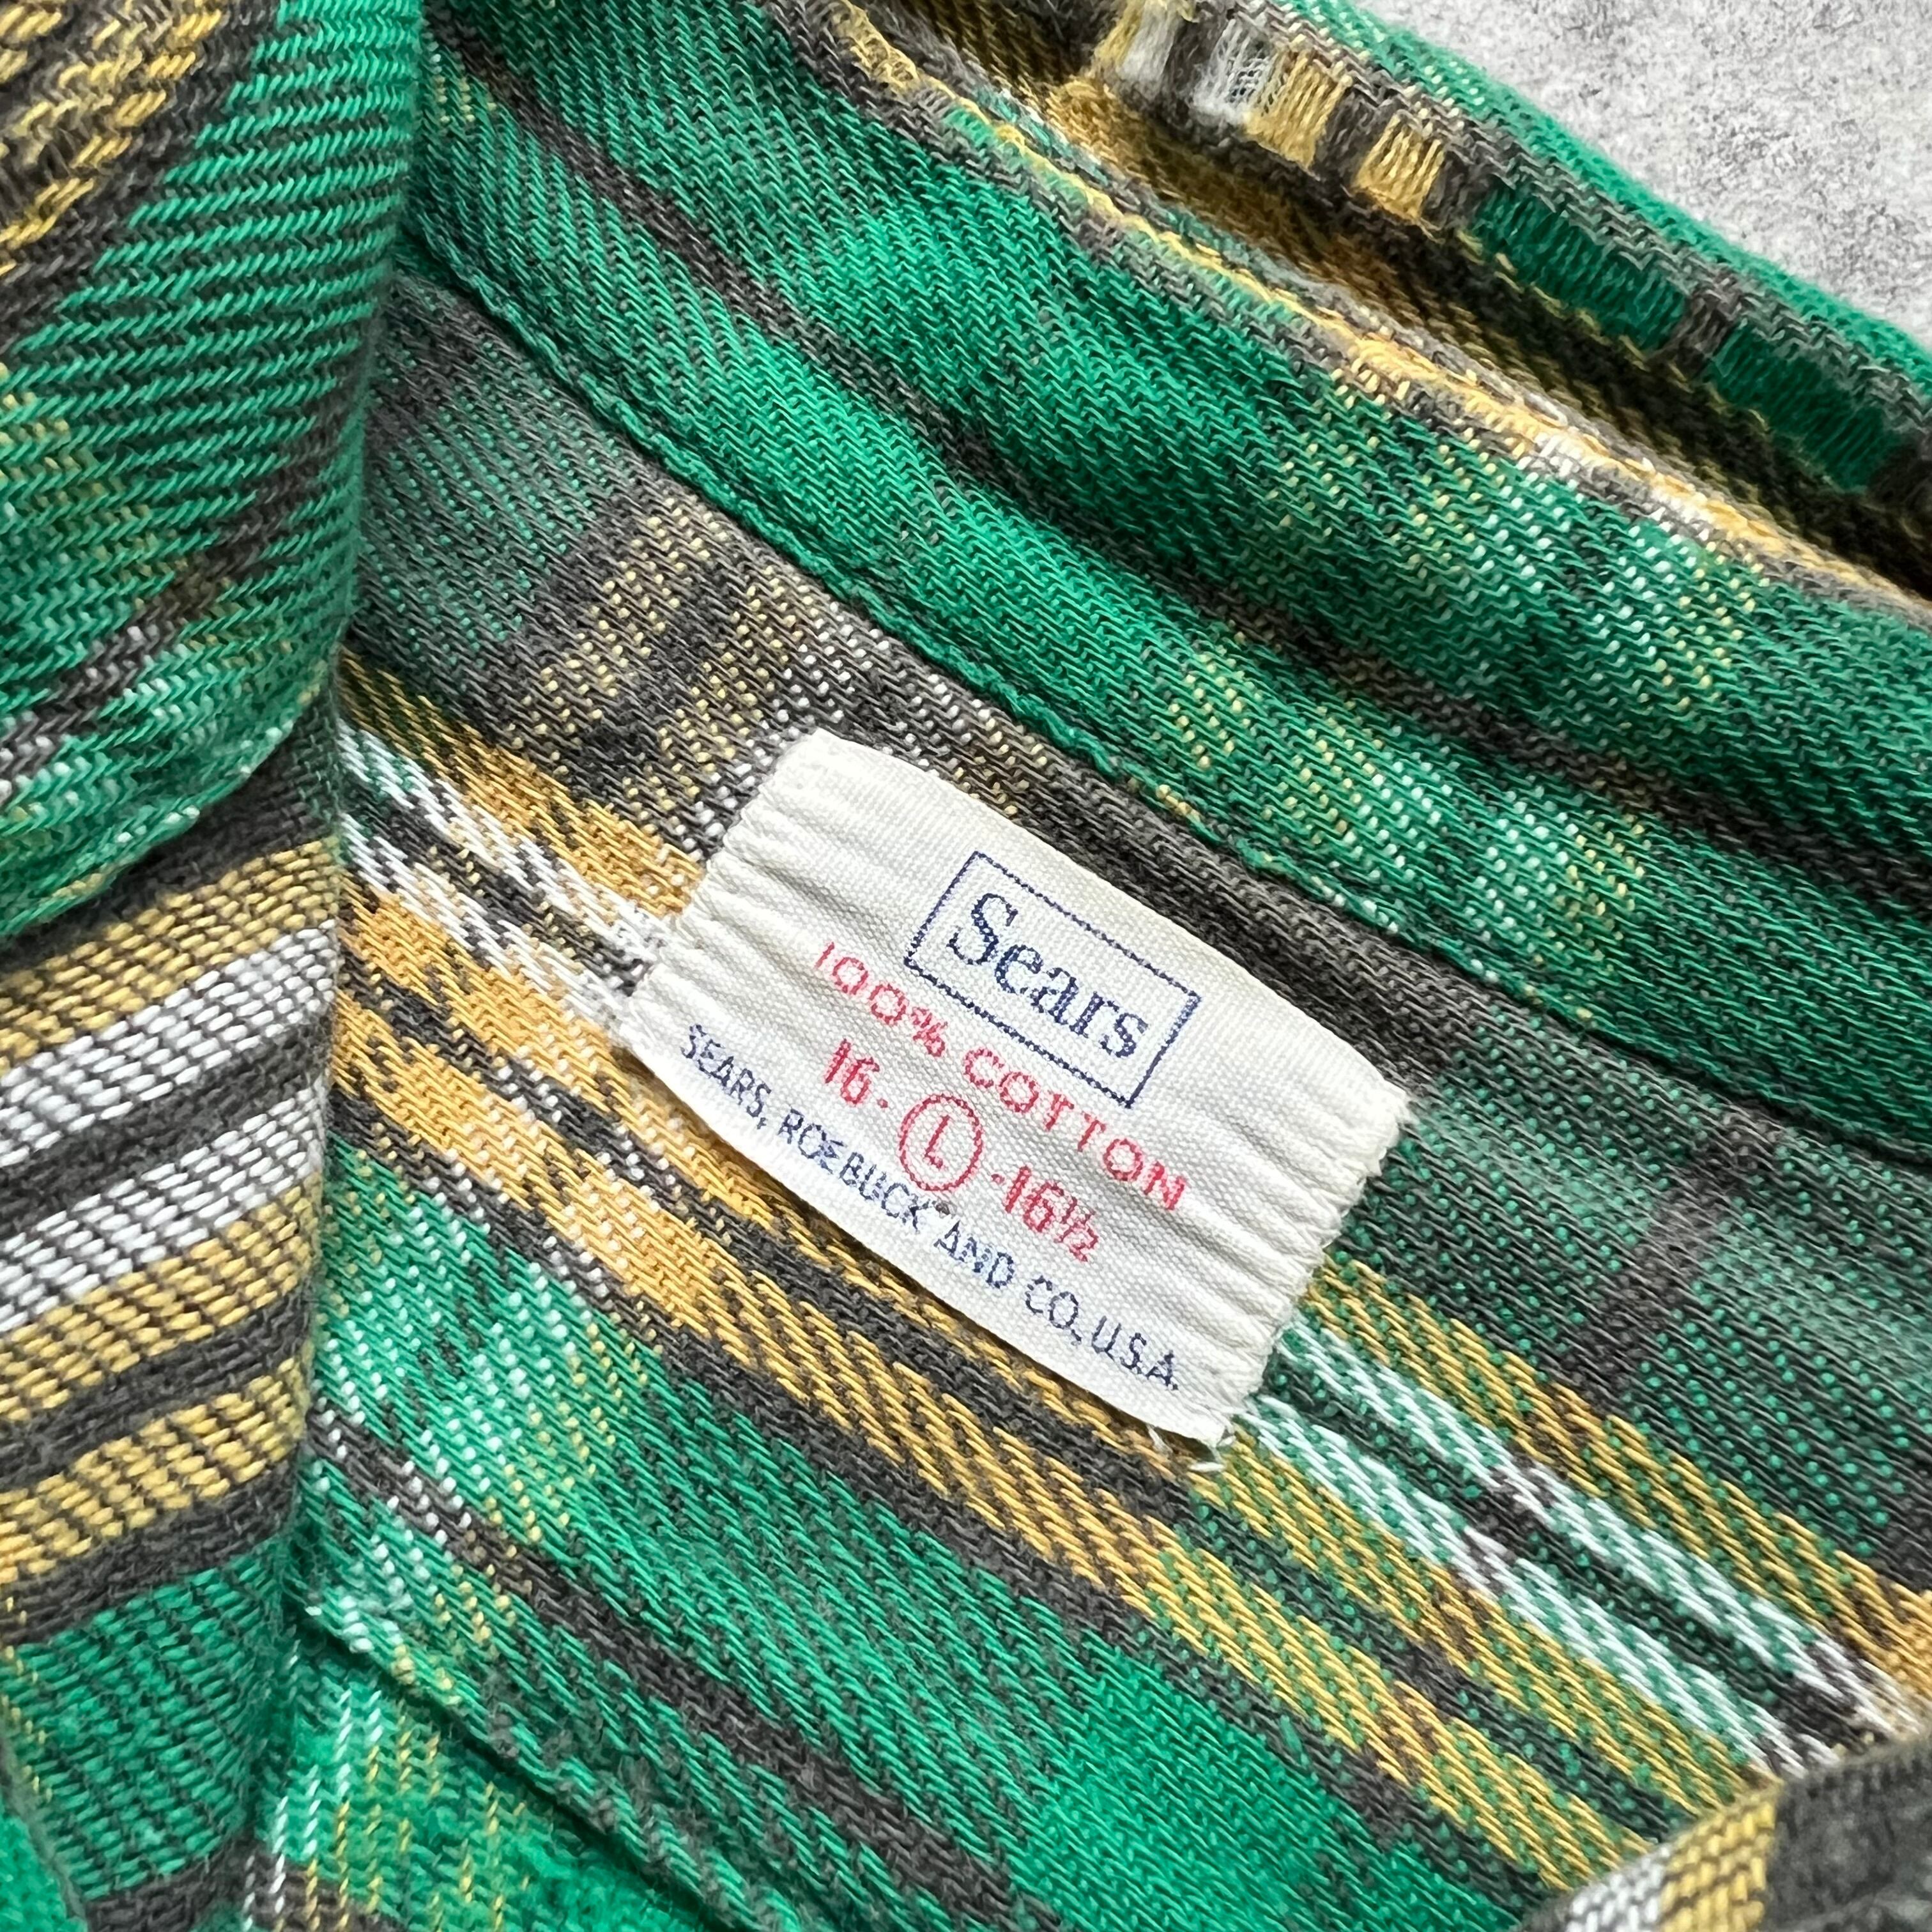 Sears
100% COTTON
16-L-16½
SEARS, ROEBUCK AND CO., U.S.A.